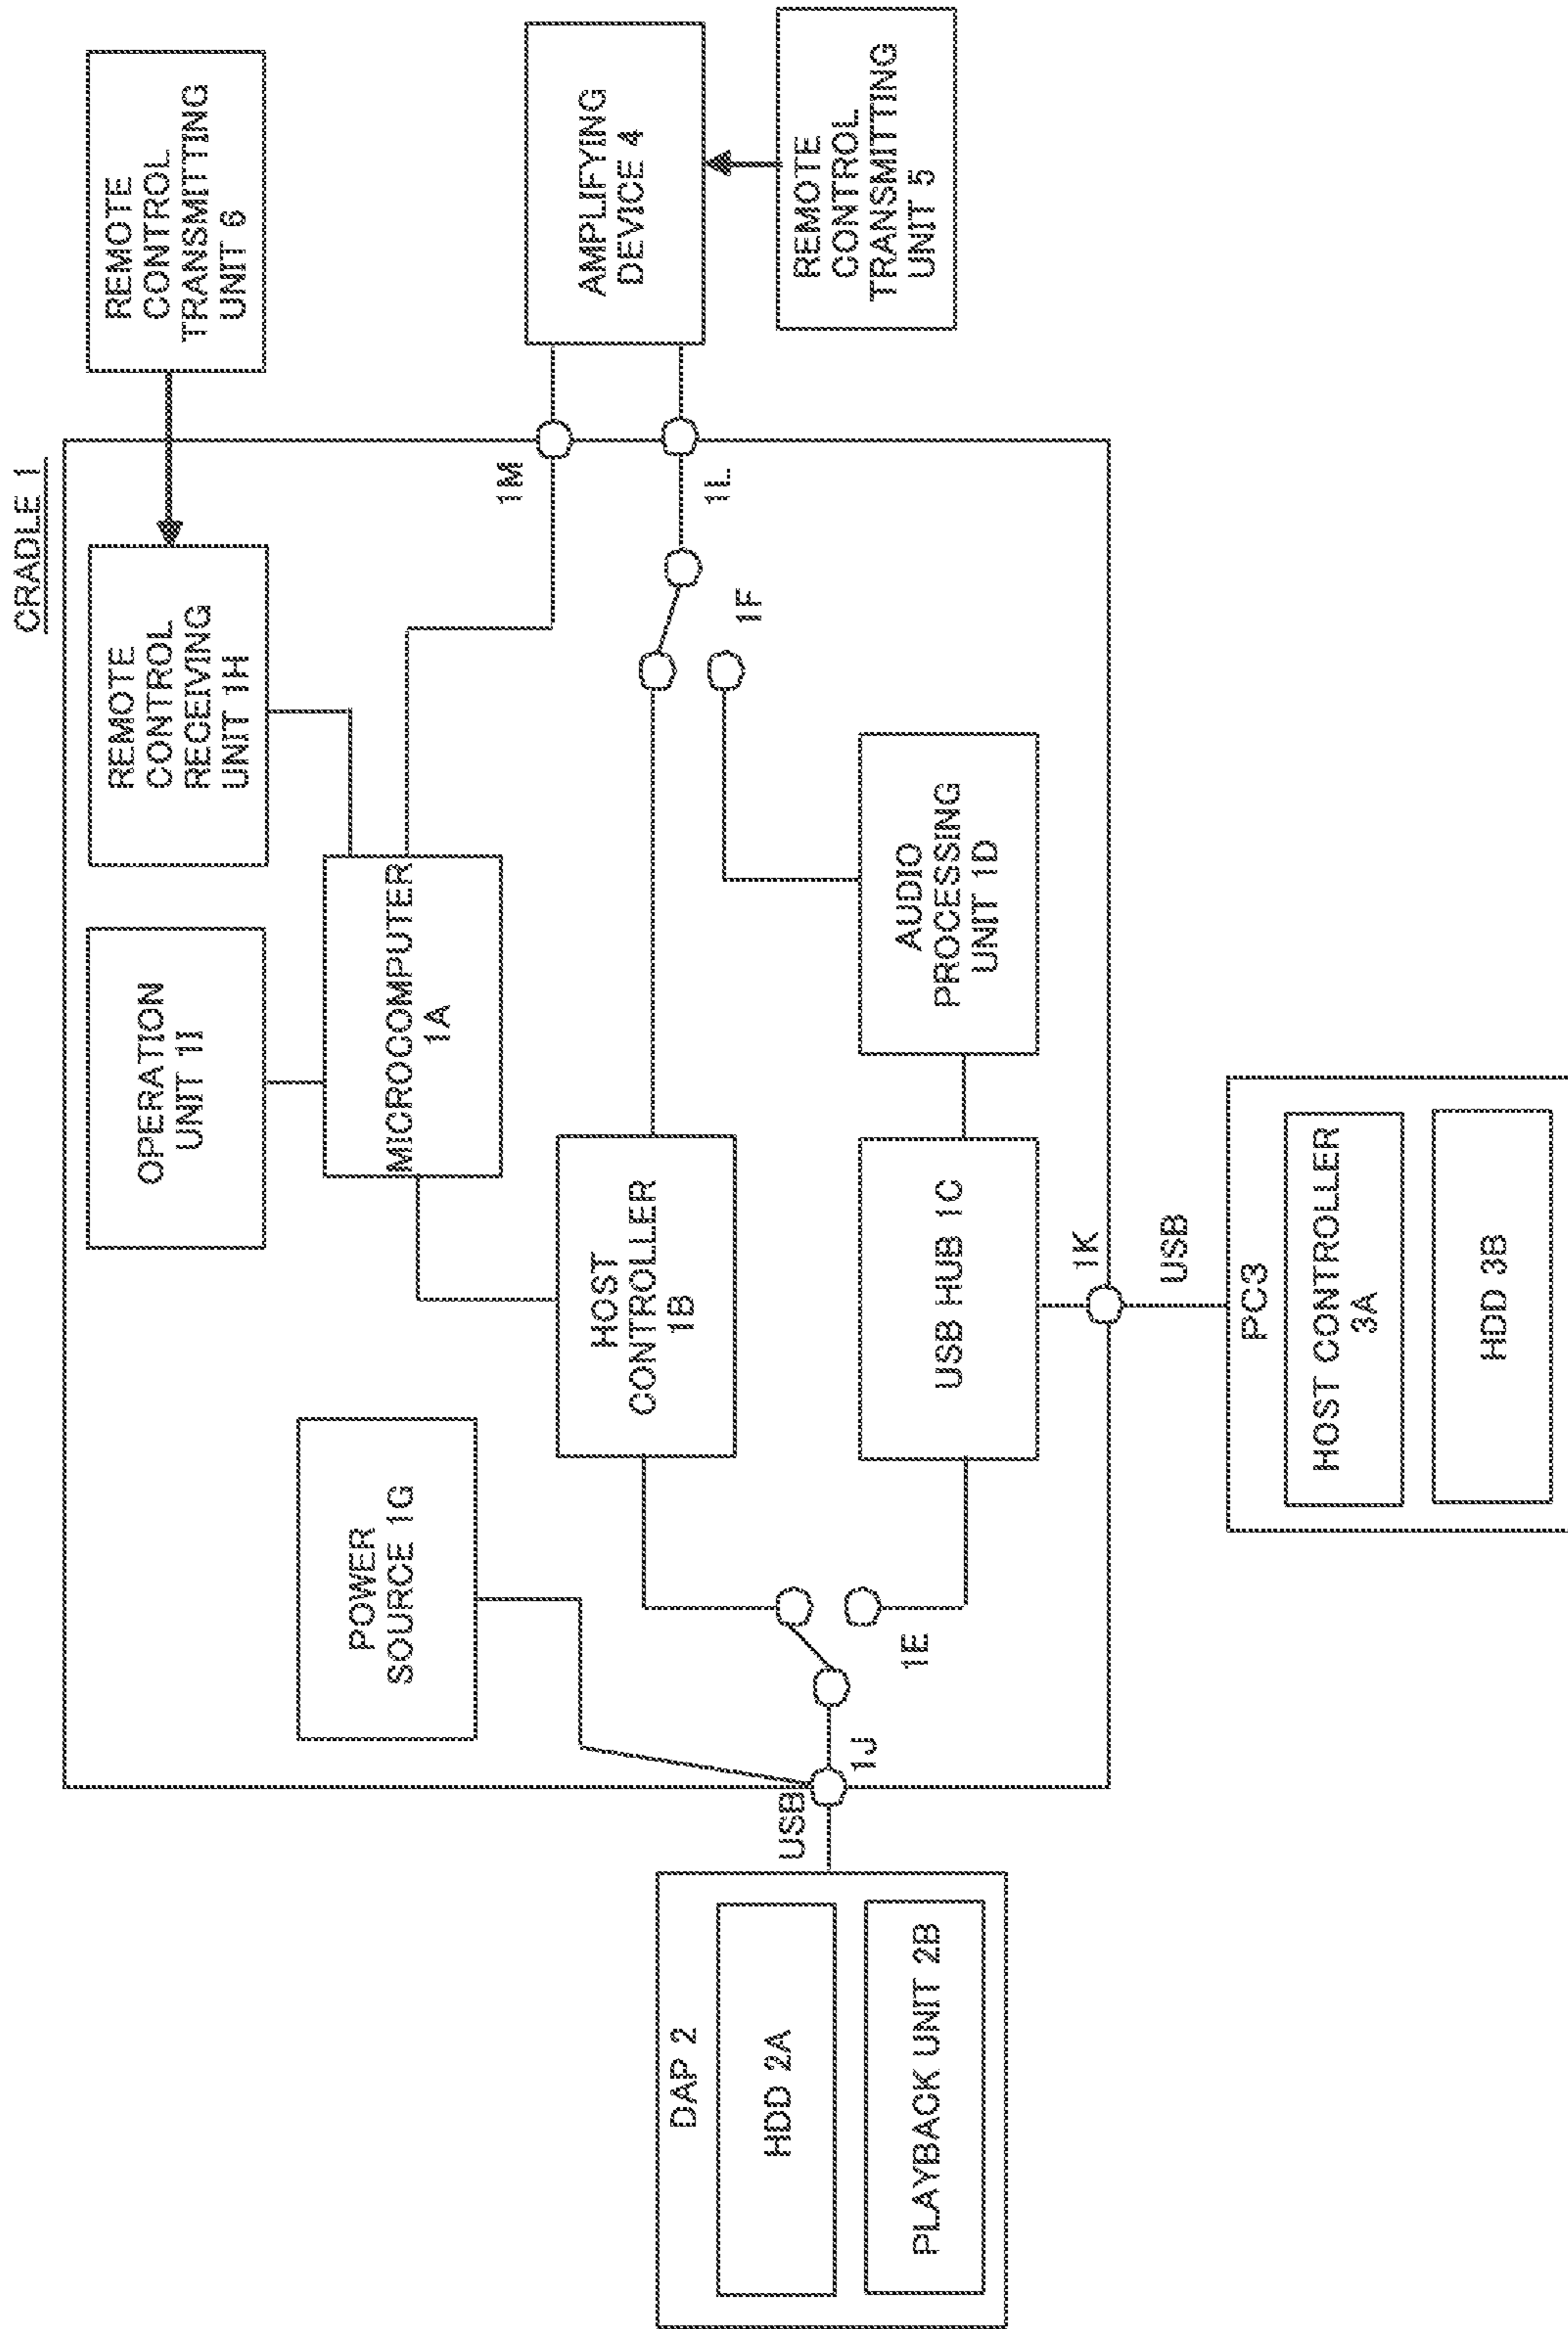 CRADLE 1
REMOTE
CONTROL
TRANSMITTING
UNIT 6
POWER
SOURCE 1G
OPERATION
UNIT 1I
REMOTE
CONTROL
RECEIVING
UNIT 1H
MICROCOMPUTER
1A
1M
AMPLIFYING
DEVICE 4
1L
HOST
CONTROLLER
1B
1F
REMOTE
CONTROL
TRANSMITTING
UNIT 5
DAP 2
HDD 2A
PLAYBACK UNIT 2B
USB
1J
1E
USB HUB 1C
AUDIO
PROCESSING
UNIT 1D
1K
USB
PC3
HOST CONTROLLER
3A
HDD 3B